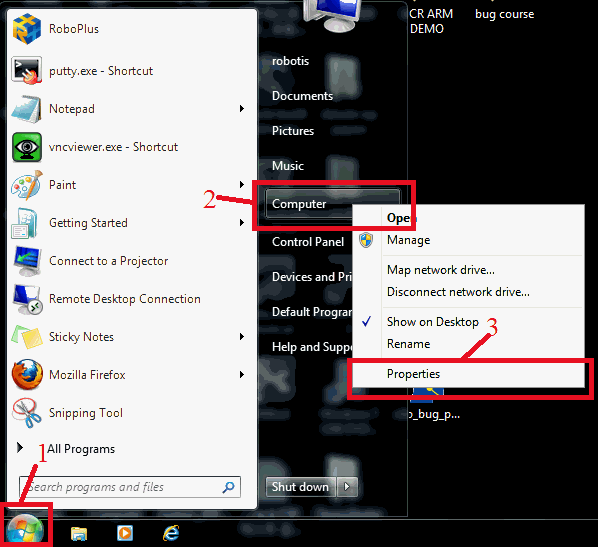 RoboPlus
putty.exe - Shortcut
Notepad
vncviewer.exe - Shortcut
Paint
Getting Started
Connect to a Projector
Remote Desktop Connection
Sticky Notes
Mozilla Firefox
Snipping Tool
All Programs
Search programs and files
1
robotis
Documents
Pictures
Music
2
Computer
Control Panel
Devices and Pri
Default Program
Help and Suppo
Shut down
Open
Manage
Map network drive...
Disconnect network drive...
Show on Desktop
Rename
3
Properties
CR ARM
DEMO
bug course
o_bug_p...